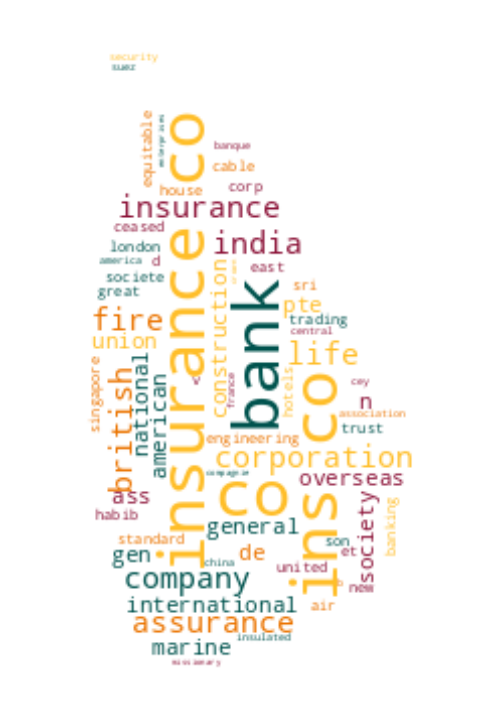 security
suez
equitable
enterprises
insurance co
banque
cable
house
corp
insurance
ceased
india
london
america
d
east
societe
great
construction
bank
sri
pte
fire
trading
central
union
life
national
american
british
singapore
france
hotels
ins co
cey
n
association
trust
engineering
corporation
compagnie
overseas
co
ass
habib
general
society
banking
standard
de
son
et
gen
china
united
company
b
new
international
air
assurance
insulated
marine
missionary